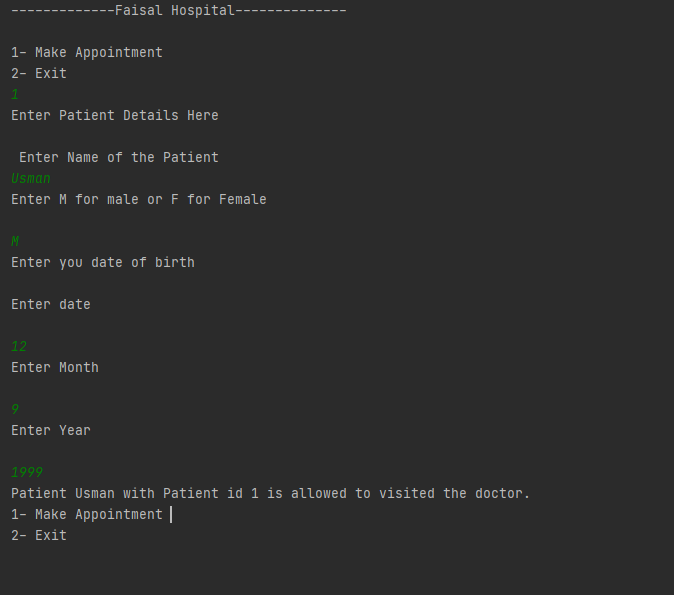 -------------Faisal Hospital--------------
1- Make Appointment
2- Exit
1
Enter Patient Details Here
Enter Name of the Patient
Usman
Enter M for male or F for Female
M
Enter you date of birth
Enter date
12
Enter Month
9
Enter Year
1999
Patient Usman with Patient id 1 is allowed to visited the doctor.
1- Make Appointment
2- Exit